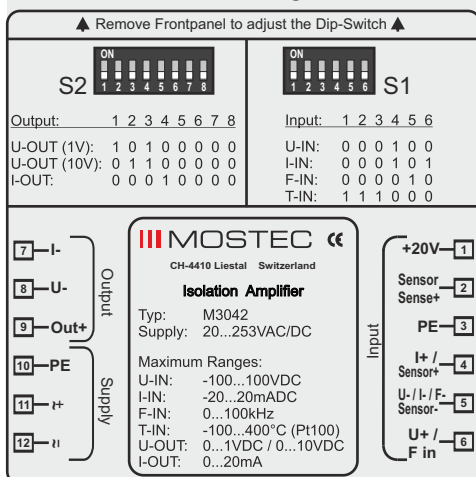 Remove Frontpanel to adjust the Dip-Switch
S2
ON
1 2 3 4 5 6 7 8
ON
1 2 3 4 5 6
S1
Output: 1 2 3 4 5 6 7 8
U-OUT (1V): 1 0 1 0 0 0 0 0
U-OUT (10V): 0 1 1 0 0 0 0 0
I-OUT: 0 0 0 1 0 0 0 0
Input: 1 2 3 4 5 6
U-IN: 0 0 0 1 0 0
I-IN: 0 0 0 1 0 1
F-IN: 0 0 0 0 1 0
T-IN: 1 1 1 0 0 0
7 I-
8 U-
9 Out+
Output
10 PE
11 ≀+
12 ≀ı
Supply
MOSTEC CE
CH-4410 Liestal Switzerland
Isolation Amplifier
Typ: M3042
Supply: 20...253VAC/DC
Maximum Ranges:
U-IN: -100...100VDC
I-IN: -20...20mADC
F-IN: 0...100kHz
T-IN: -100...400°C (Pt100)
U-OUT: 0...1VDC / 0...10VDC
I-OUT: 0...20mA
Input
+20V 1
Sensor
Sense+ 2
PE 3
I+ /
Sensor+ 4
U- / I- / F-
Sensor- 5
U+ /
F in 6